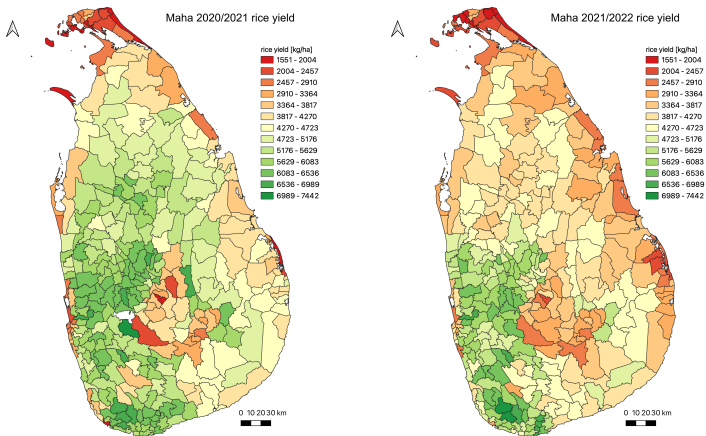 Maha 2020/2021 rice yield
rice yield [kg/ha]
1551 - 2004
2004 - 2457
2457 - 2910
2910 - 3364
3364 - 3817
3817 - 4270
4270 - 4723
4723 - 5176
5176 - 5629
5629 - 6083
6083 - 6536
6536 - 6989
6989 - 7442
0 10 20 30 km
Maha 2021/2022 rice yield
rice yield [kg/ha]
1551 - 2004
2004 - 2457
2457 - 2910
2910 - 3364
3364 - 3817
3817 - 4270
4270 - 4723
4723 - 5176
5176 - 5629
5629 - 6083
6083 - 6536
6536 - 6989
6989 - 7442
0 10 20 30 km